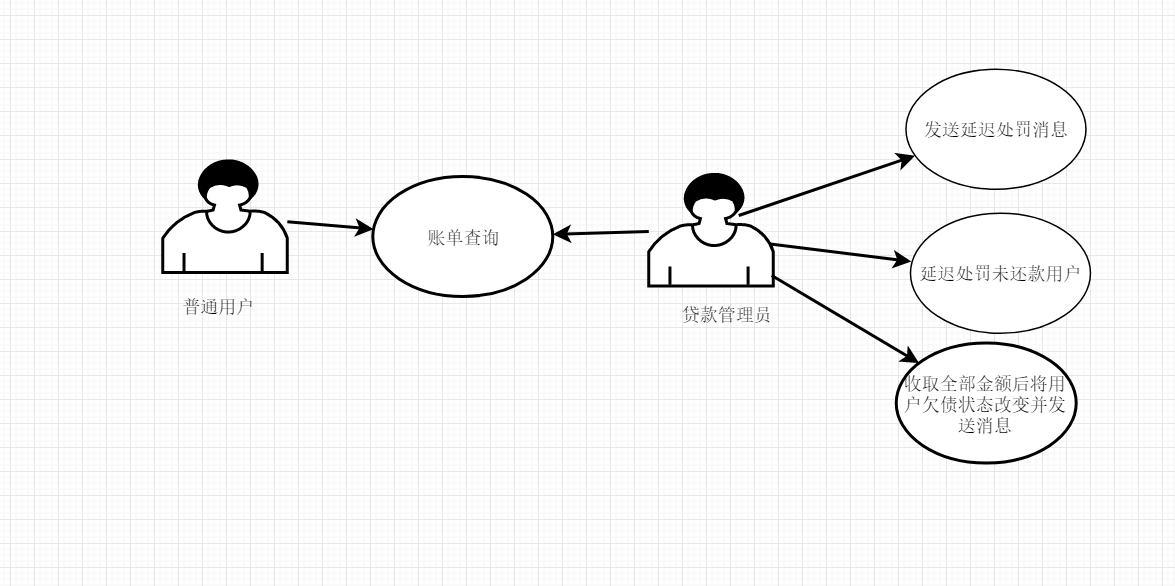 发送延迟处罚消息
账单查询
延迟处罚未还款用户
普通用户
贷款管理员
收取全部金额后将用
户欠债状态改变并发
送消息